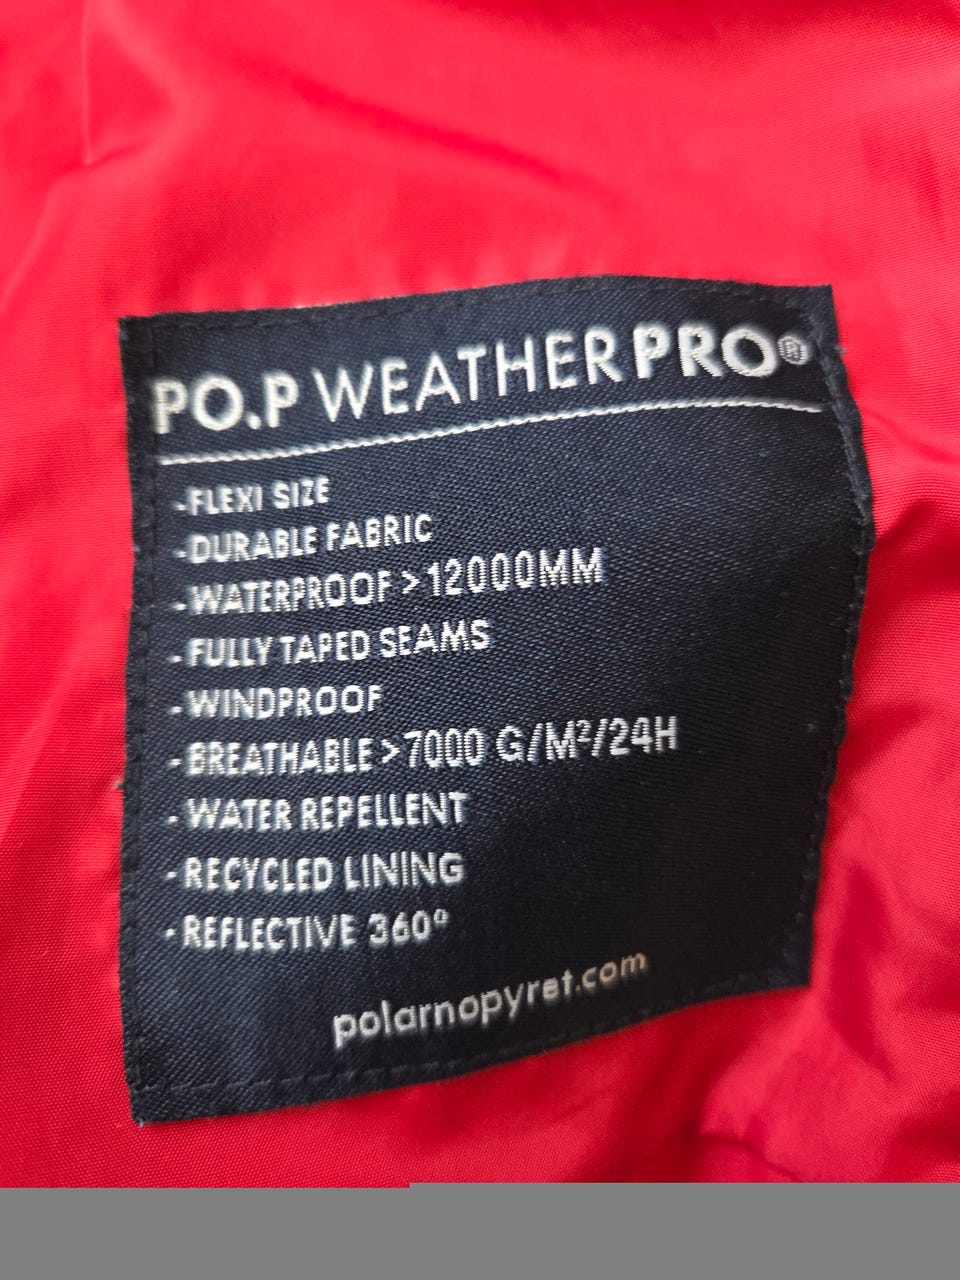 PO.P WEATHERPRO®
-FLEXI SIZE
-DURABLE FABRIC
-WATERPROOF >12000MM
-FULLY TAPED SEAMS
-WINDPROOF
-BREATHABLE >7000 G/M²/24H
-WATER REPELLENT
-RECYCLED LINING
-REFLECTIVE 360°
polarnopyret.com